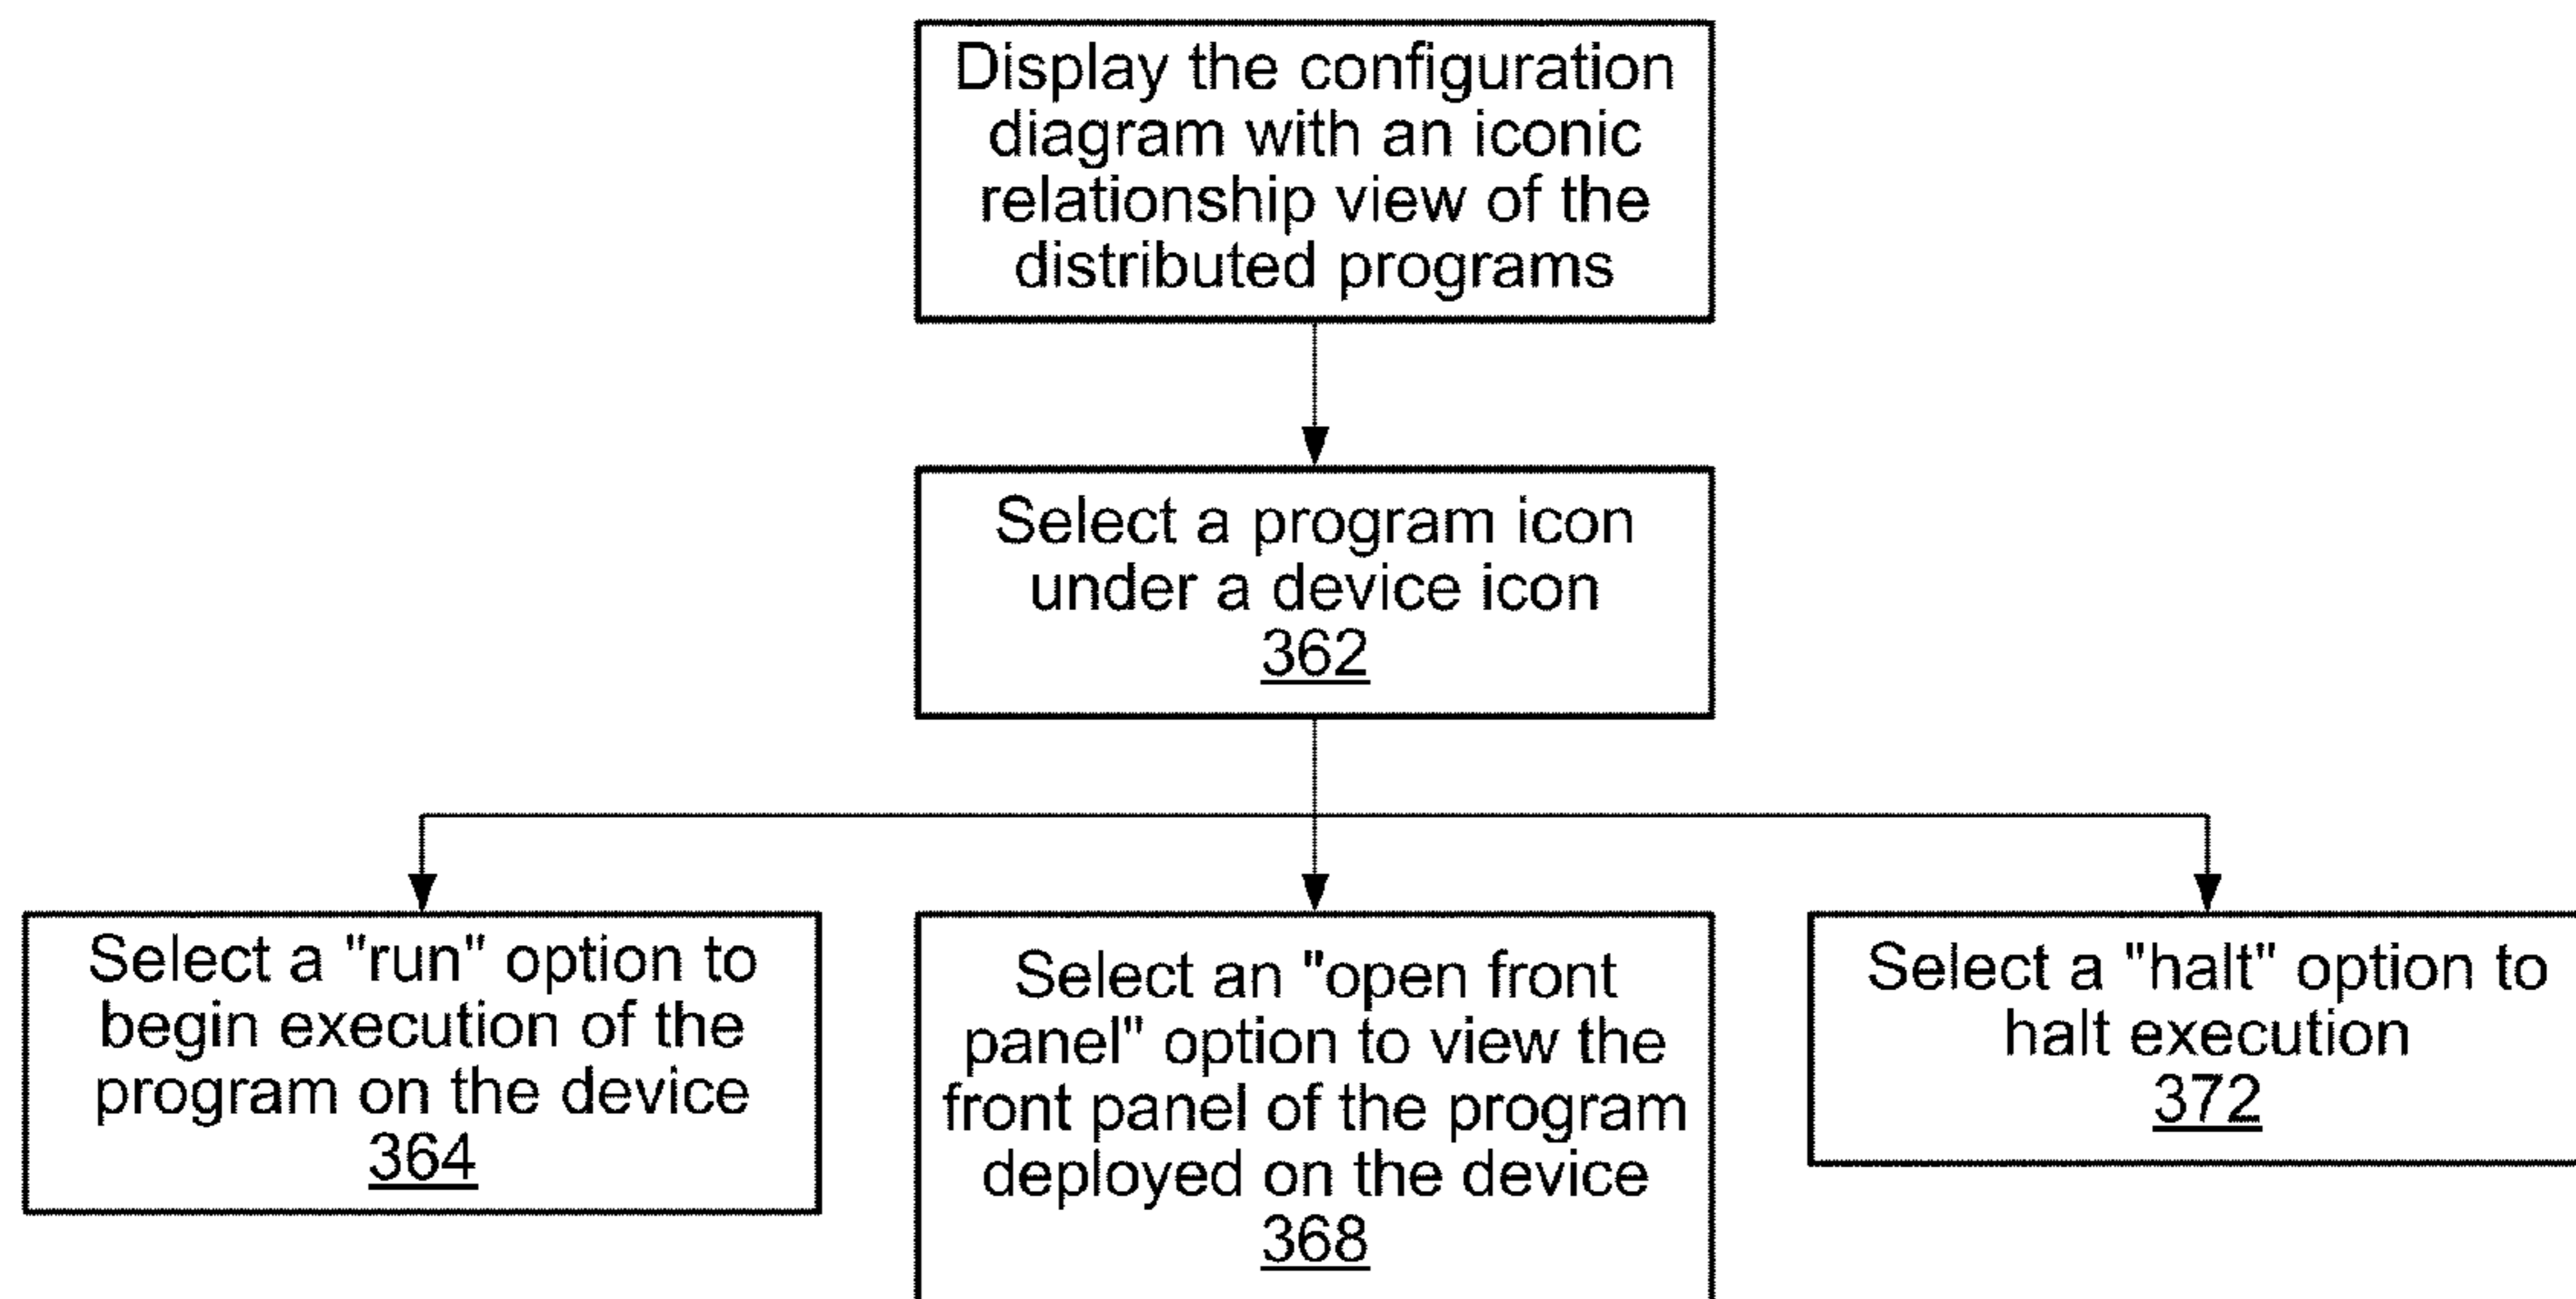 Display the configuration
diagram with an iconic
relationship view of the
distributed programs
Select a program icon
under a device icon
362
Select a "run" option to
begin execution of the
program on the device
364
Select an "open front
panel" option to view the
front panel of the program
deployed on the device
368
Select a "halt" option to
halt execution
372